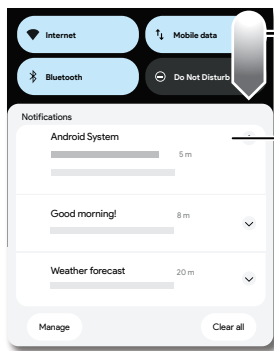 Internet
Mobile data
Bluetooth
Do Not Disturb
Notifications
Android System
5 m
Good morning!
8 m
Weather forecast
20 m
Manage
Clear all